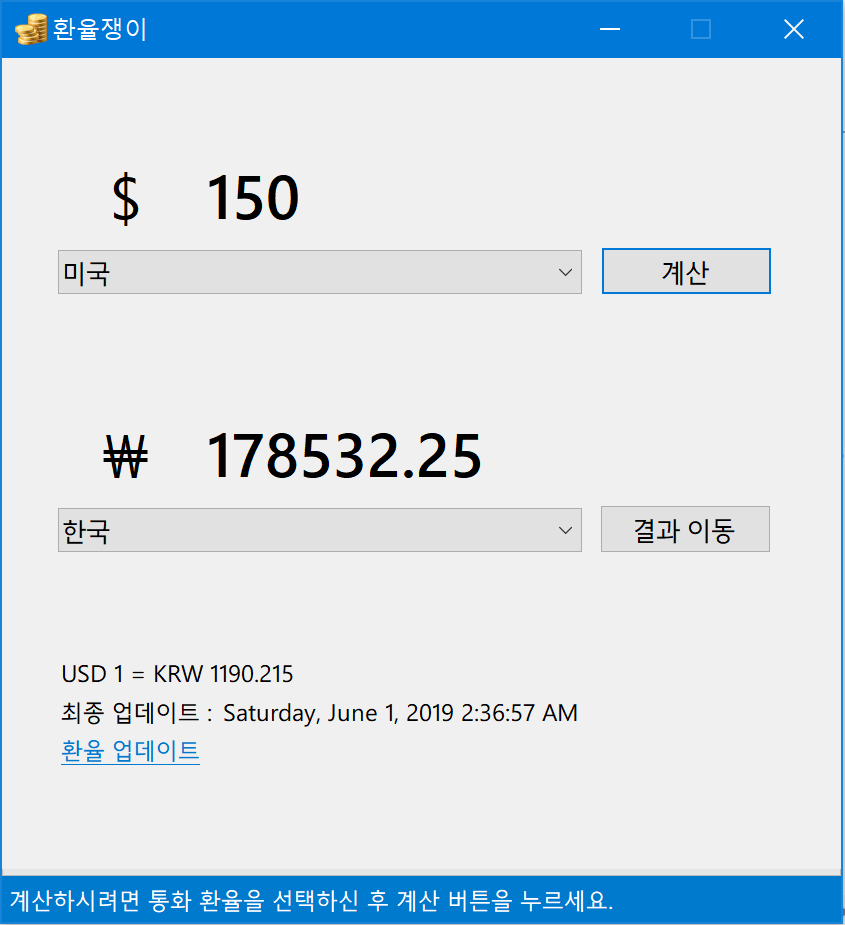 환율쟁이
$ 150
미국
계산
₩ 178532.25
한국
결과 이동
USD 1 = KRW 1190.215
최종 업데이트 : Saturday, June 1, 2019 2:36:57 AM
환율 업데이트
계산하시려면 통화 환율을 선택하신 후 계산 버튼을 누르세요.